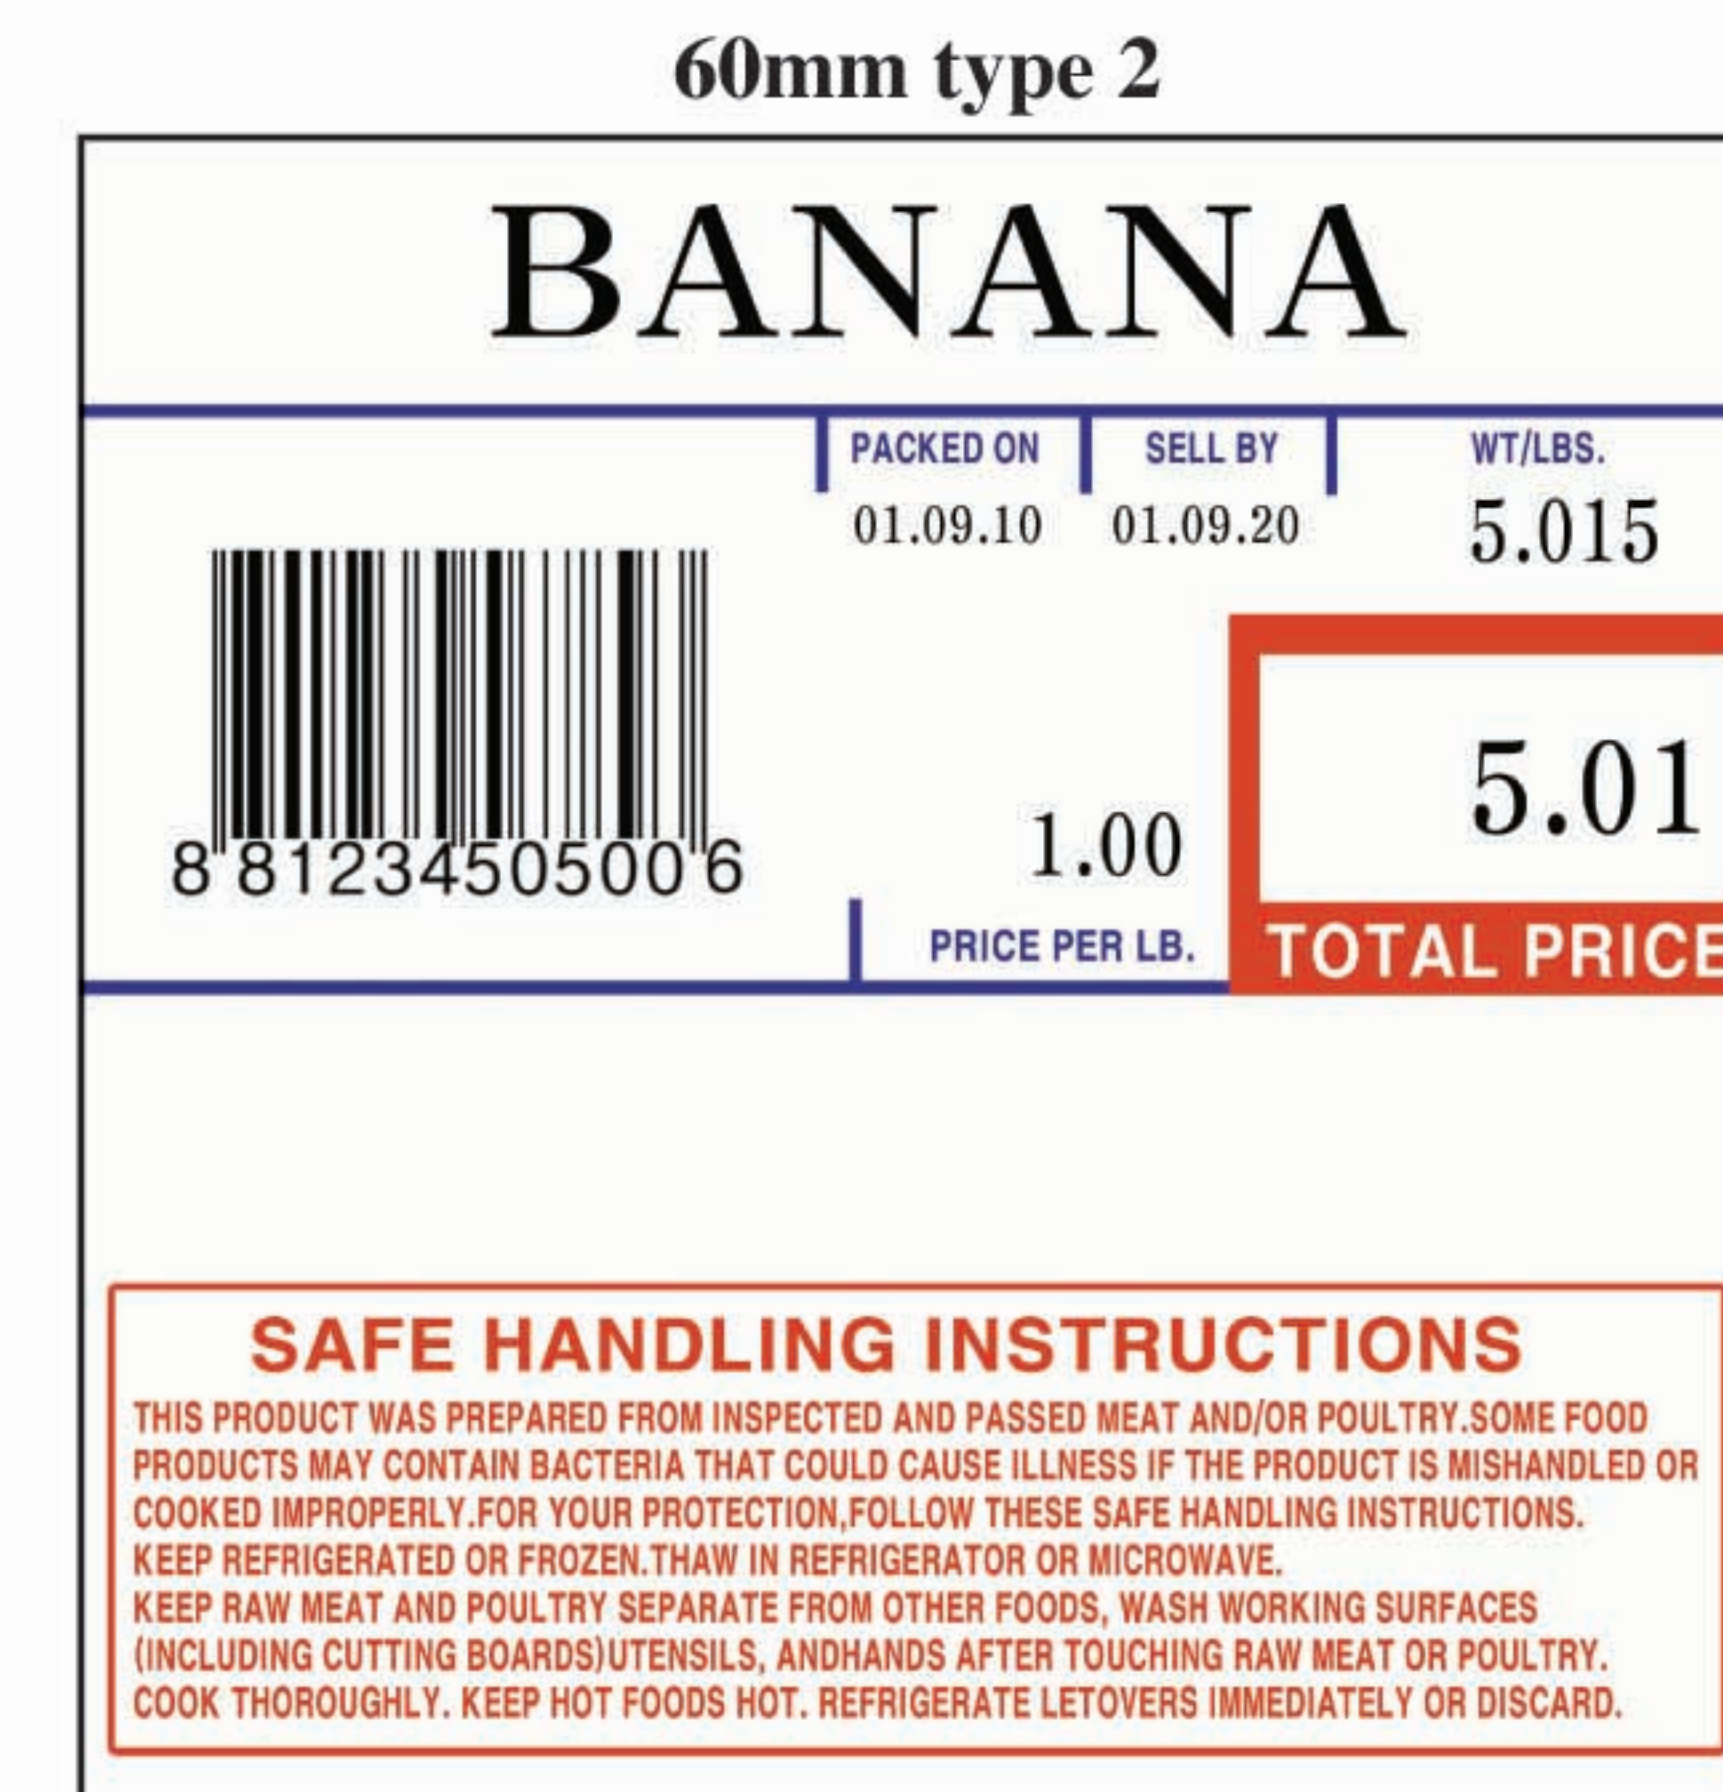 60mm type 2
BANANA
PACKED ON SELL BY WT/LBS.
01.09.10 01.09.20 5.015
5.01
1.00
8 812345 05000 6
PRICE PER LB. TOTAL PRICE
SAFE HANDLING INSTRUCTIONS
THIS PRODUCT WAS PREPARED FROM INSPECTED AND PASSED MEAT AND/OR POULTRY.SOME FOOD
PRODUCTS MAY CONTAIN BACTERIA THAT COULD CAUSE ILLNESS IF THE PRODUCT IS MISHANDLED OR
COOKED IMPROPERLY.FOR YOUR PROTECTION,FOLLOW THESE SAFE HANDLING INSTRUCTIONS.
KEEP REFRIGERATED OR FROZEN.THAW IN REFRIGERATOR OR MICROWAVE.
KEEP RAW MEAT AND POULTRY SEPARATE FROM OTHER FOODS, WASH WORKING SURFACES
(INCLUDING CUTTING BOARDS)UTENSILS, ANDHANDS AFTER TOUCHING RAW MEAT OR POULTRY.
COOK THOROUGHLY. KEEP HOT FOODS HOT. REFRIGERATE LETOVERS IMMEDIATELY OR DISCARD.